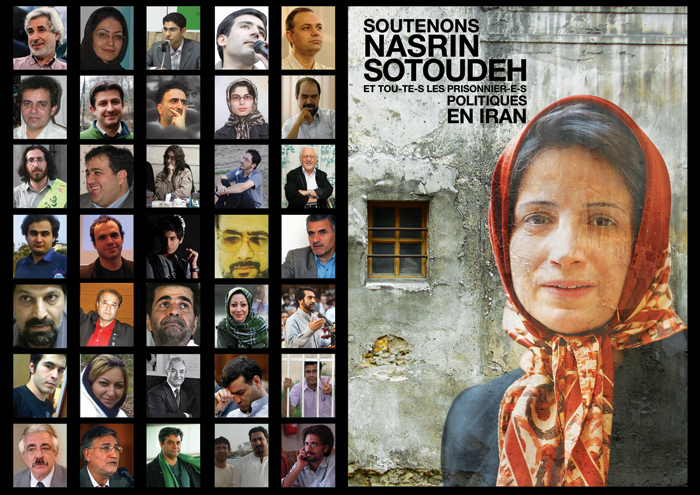 SOUTENONS
NASRIN
SOTOUDEH
ET TOU-TE-S LES PRISONNIER-E-S
POLITIQUES
EN IRAN